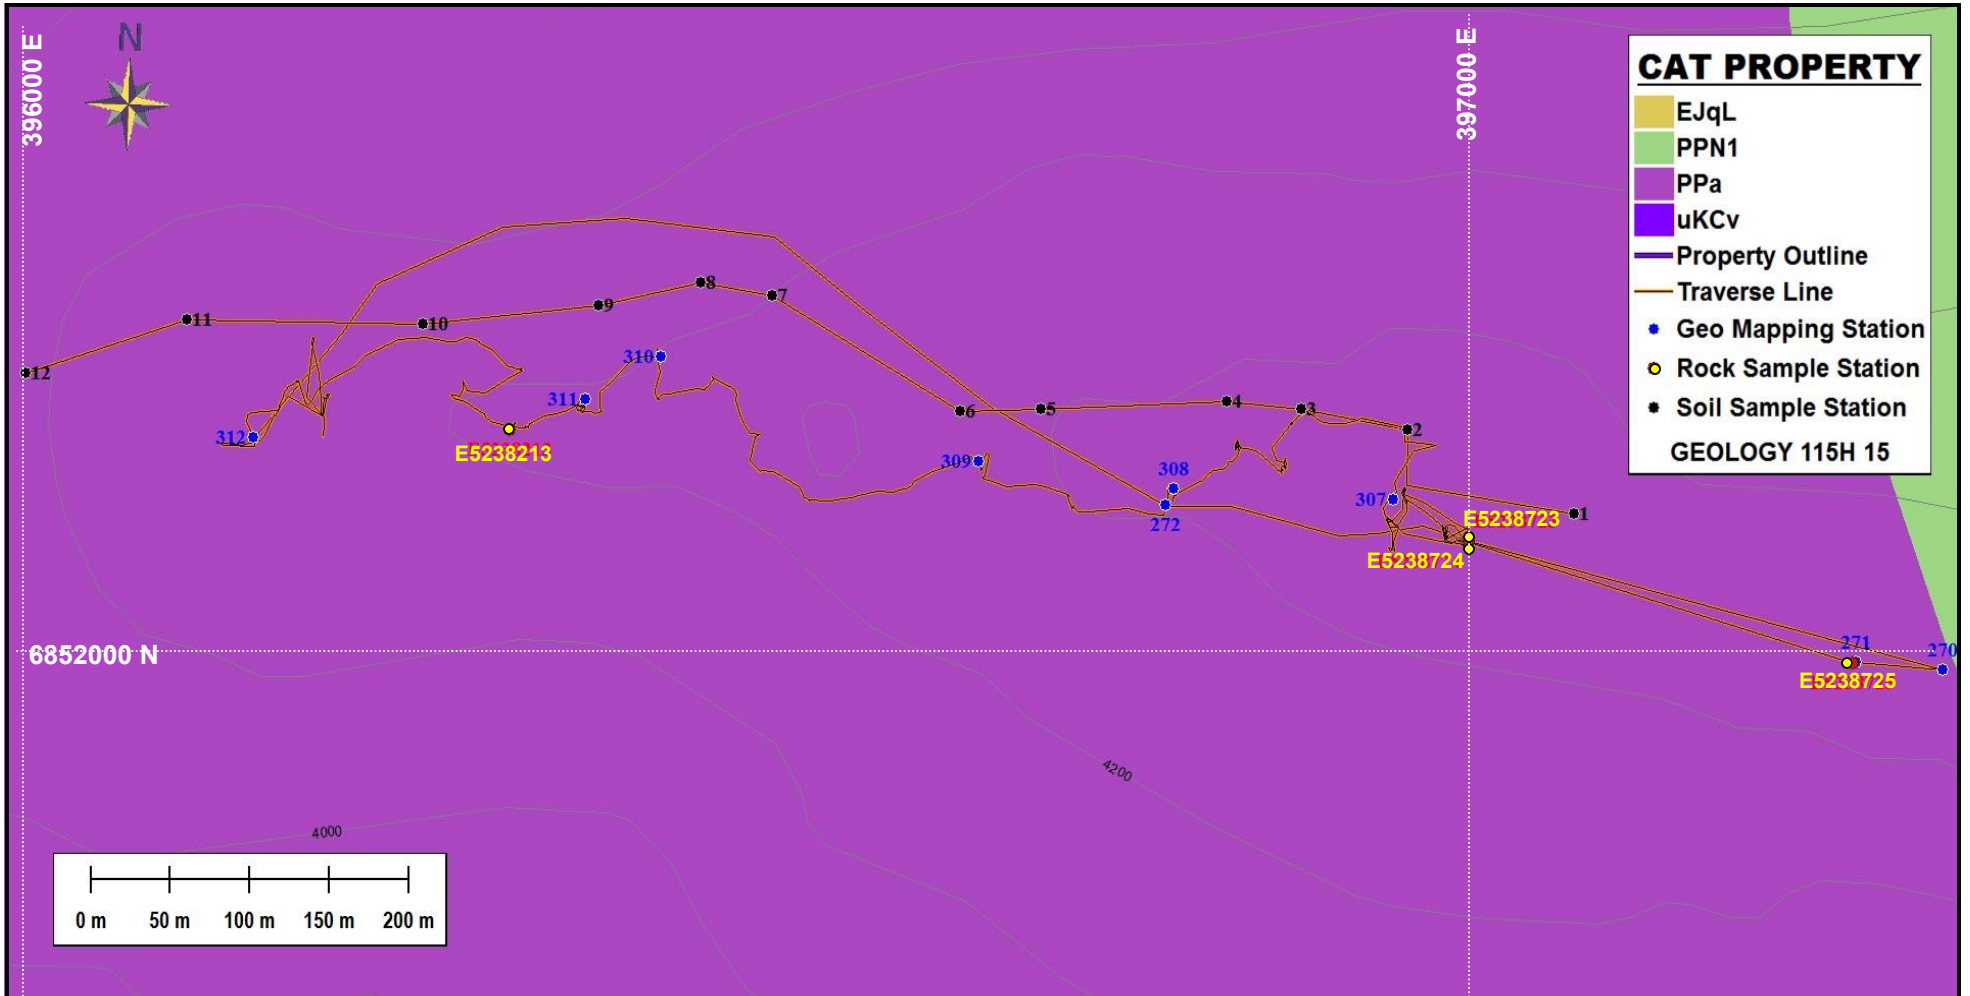 N
396000 E
397000 E
CAT PROPERTY
EJqL
PPN1
PPa
uKCv
Property Outline
Traverse Line
Geo Mapping Station
Rock Sample Station
Soil Sample Station
GEOLOGY 115H 15
8
7
9
11
10
12
310
311
4
3
6
5
2
312
E5238213
309
308
307
272
1
E5238723
E5238724
6852000 N
271
270
E5238725
4200
4000
0 m 50 m 100 m 150 m 200 m